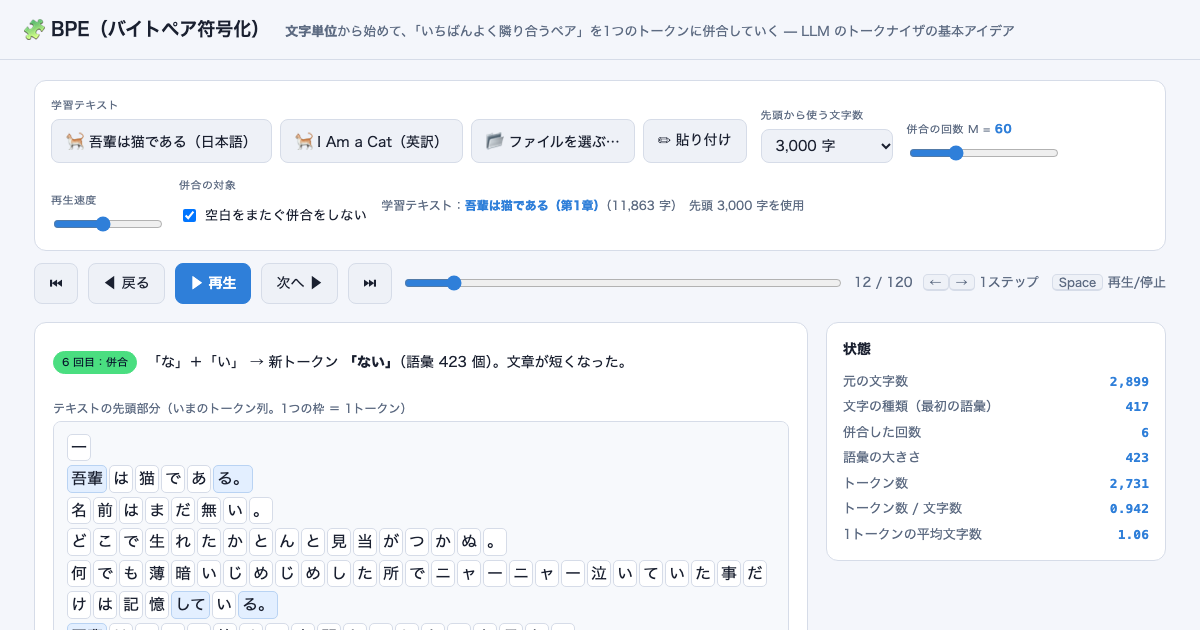 BPE（バイトペア符号化） 文字単位から始めて、「いちばんよく隣り合うペア」を1つのトークンに併合していく — LLM のトークナイザの基本アイデア
学習テキスト
吾輩は猫である（日本語）
I Am a Cat（英訳）
ファイルを選ぶ…
貼り付け
先頭から使う文字数
3,000 字
併合の回数 M = 60
再生速度
併合の対象
空白をまたぐ併合をしない
学習テキスト：吾輩は猫である（第1章）（11,863 字） 先頭 3,000 字を使用
⏮ ◀ 戻る ▶ 再生 次へ ▶ ⏭ 12 / 120 ← → 1ステップ Space 再生/停止
6 回目：併合 「な」＋「い」 → 新トークン 「ない」（語彙 423 個）。文章が短くなった。
テキストの先頭部分（いまのトークン列。1つの枠 ＝ 1トークン）
一
吾輩 は 猫 で あ る。
名 前 は ま だ 無 い 。
ど こ で 生 れ た か と ん と 見 当 が つ か ぬ 。
何 で も 薄 暗 い じ め じ め し た 所 で ニ ャ ー ニ ャ ー 泣 い て い た 事 だ
け は 記 憶 して い る。
状態
元の文字数 2,899
文字の種類（最初の語彙） 417
併合した回数 6
語彙の大きさ 423
トークン数 2,731
トークン数 / 文字数 0.942
1トークンの平均文字数 1.06